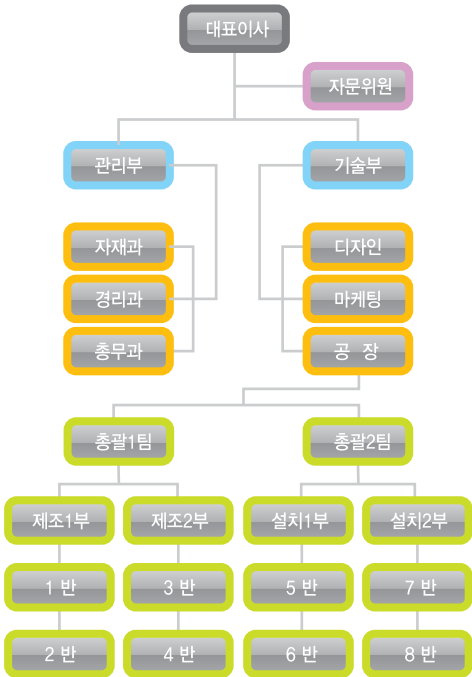 대표이사
자문위원
관리부
기술부
자재과
디자인
경리과
마케팅
총무과
공 장
총괄1팀
총괄2팀
제조1부
제조2부
설치1부
설치2부
1 반
3 반
5 반
7 반
2 반
4 반
6 반
8 반